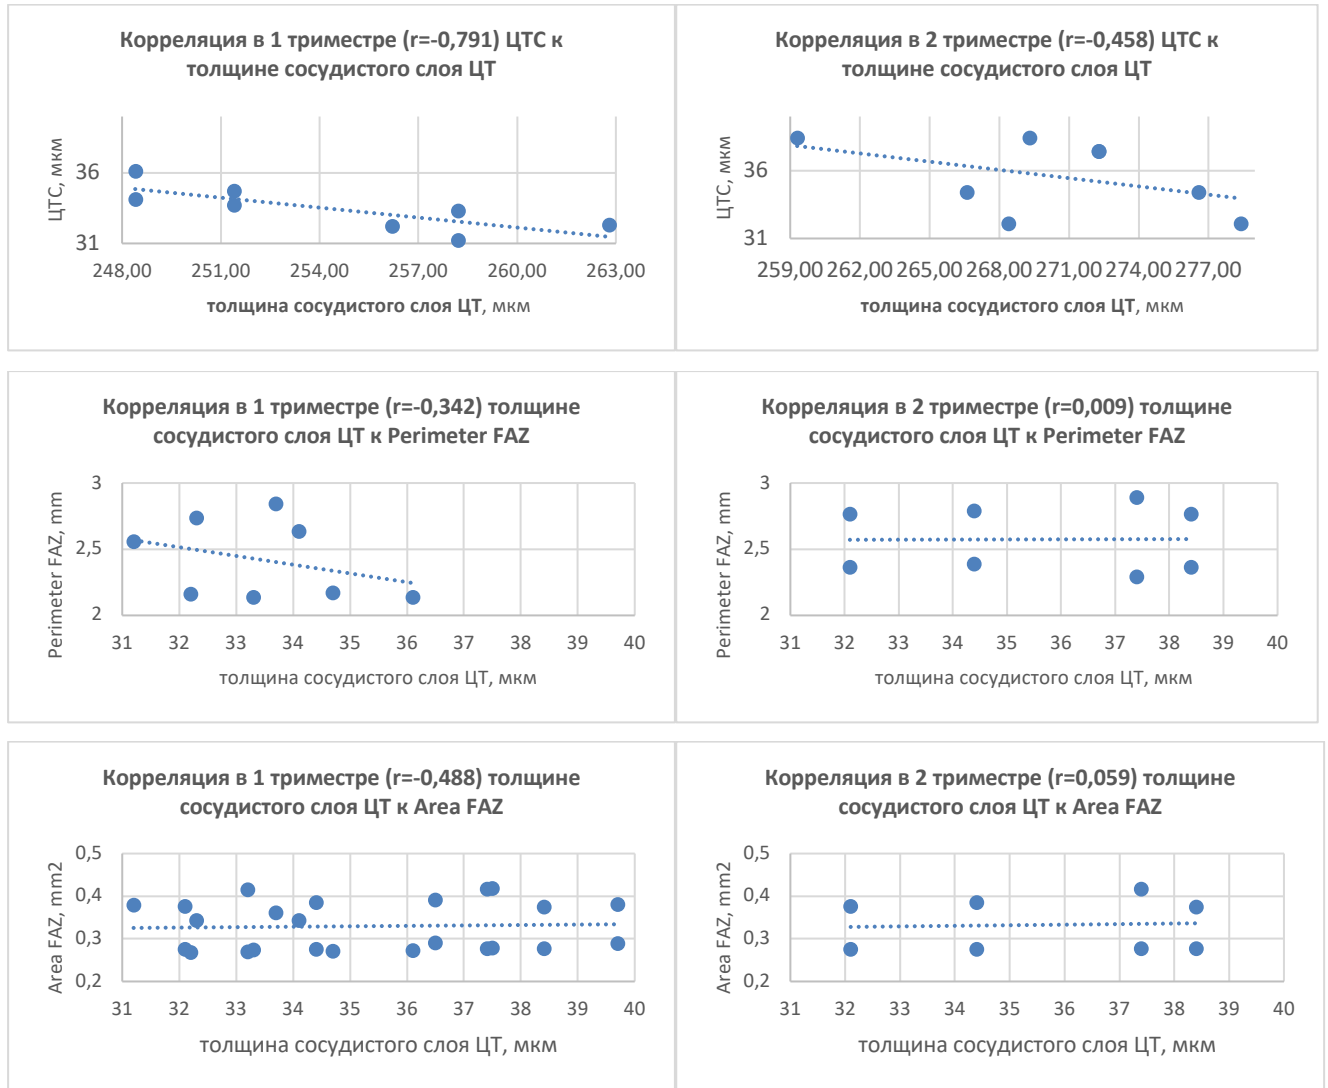 Корреляция в 1 триместре (r=-0,791) ЦТС к
толщине сосудистого слоя ЦТ
ЦТС, мкм
36
31
248,00 251,00 254,00 257,00 260,00 263,00
толщина сосудистого слоя ЦТ, мкм
Корреляция в 2 триместре (r=-0,458) ЦТС к
толщине сосудистого слоя ЦТ
ЦТС, мкм
36
31
259,00 262,00 265,00 268,00 271,00 274,00 277,00
толщина сосудистого слоя ЦТ, мкм
Корреляция в 1 триместре (r=-0,342) толщине
сосудистого слоя ЦТ к Perimeter FAZ
Perimeter FAZ, mm
3
2,5
2
31 32 33 34 35 36 37 38 39 40
толщина сосудистого слоя ЦТ, мкм
Корреляция в 2 триместре (r=0,009) толщине
сосудистого слоя ЦТ к Perimeter FAZ
Perimeter FAZ, mm
3
2,5
2
31 32 33 34 35 36 37 38 39 40
толщина сосудистого слоя ЦТ, мкм
Корреляция в 1 триместре (r=-0,488) толщине
сосудистого слоя ЦТ к Area FAZ
Area FAZ, mm2
0,5
0,4
0,3
0,2
31 32 33 34 35 36 37 38 39 40
толщина сосудистого слоя ЦТ, мкм
Корреляция в 2 триместре (r=0,059) толщине
сосудистого слоя ЦТ к Area FAZ
Area FAZ, mm2
0,5
0,4
0,3
0,2
31 32 33 34 35 36 37 38 39 40
толщина сосудистого слоя ЦТ, мкм